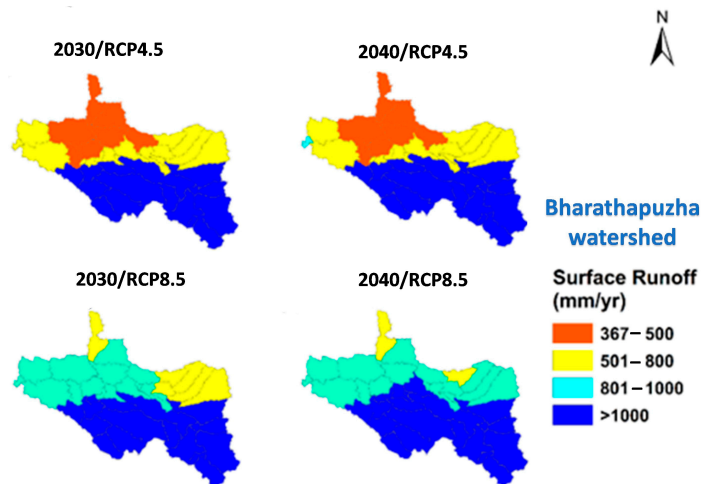 N
2030/RCP4.5
2040/RCP4.5
Bharathapuzha
watershed
2030/RCP8.5
2040/RCP8.5
Surface Runoff
(mm/yr)
367–500
501–800
801–1000
>1000